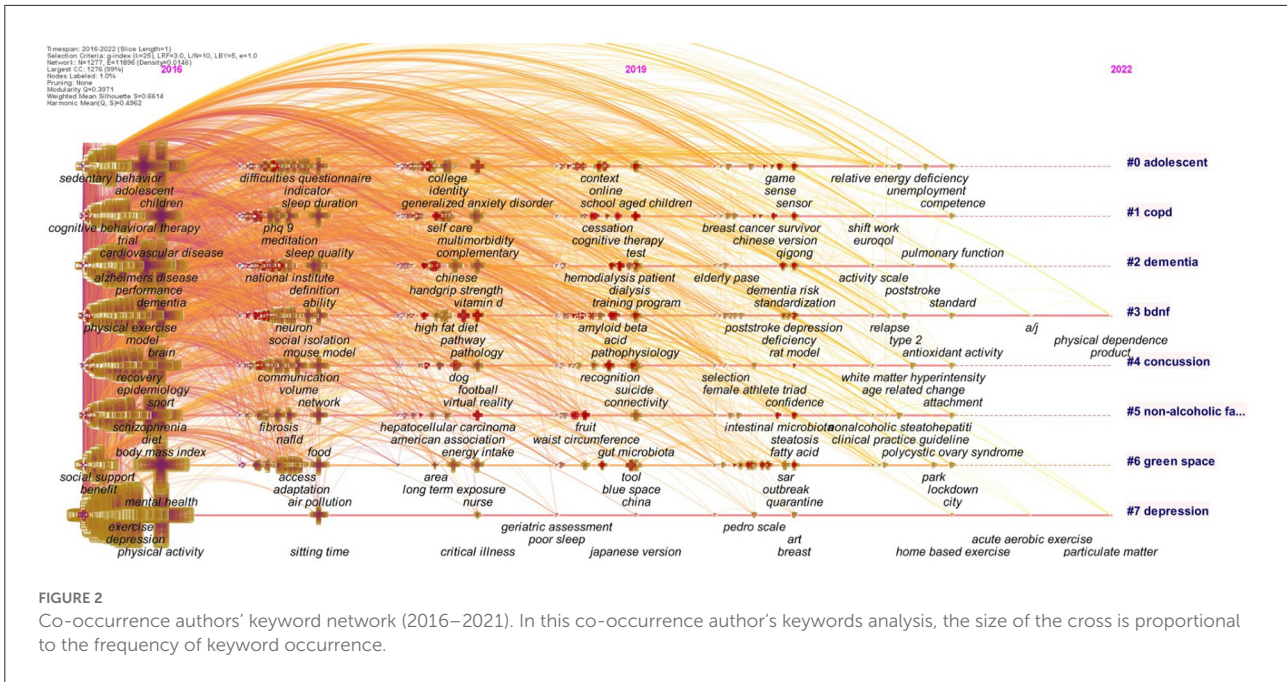 Timespan: 2016-2022 (Slice Length=1)
Selection Criteria: g-index (k=25), LRF=3.0, L/N=10, LBY=5, e=1.0
Network: N=1277, E=11896 (Density=0.0146)
Largest CC: 1276 (99%)
Nodes Labeled: 1.0%
Pruning: None
Modularity Q=0.3971
Weighted Mean Silhouette S=0.6614
Harmonic Mean(Q, S)=0.4962
2016 2019 2022
#0 adolescent
sedentary behavior difficulties questionnaire college context game relative energy deficiency
adolescent indicator identity online sense unemployment
children sleep duration generalized anxiety disorder school aged children sensor competence
#1 copd
cognitive behavioral therapy phq 9 self care cessation breast cancer survivor shift work
trial meditation multimorbidity cognitive therapy chinese version euroqol
cardiovascular disease sleep quality complementary test qigong pulmonary function
#2 dementia
alzheimers disease national institute chinese hemodialysis patient elderly pase activity scale
performance definition handgrip strength dialysis dementia risk poststroke
dementia ability vitamin d training program standardization standard
#3 bdnf
physical exercise neuron high fat diet amyloid beta poststroke depression relapse a/j
model social isolation pathway acid deficiency type 2 physical dependence
brain mouse model pathology pathophysiology rat model antioxidant activity product
#4 concussion
recovery communication dog recognition selection white matter hyperintensity
epidemiology volume football suicide female athlete triad age related change
sport network virtual reality connectivity confidence attachment
#5 non-alcoholic fa...
schizophrenia fibrosis hepatocellular carcinoma fruit intestinal microbiota nonalcoholic steatohepatiti
diet nafld american association waist circumference steatosis clinical practice guideline
body mass index food energy intake gut microbiota fatty acid polycystic ovary syndrome
#6 green space
social support access area tool sar park
benefit adaptation long term exposure blue space outbreak lockdown
mental health air pollution nurse china quarantine city
#7 depression
exercise geriatric assessment pedro scale
depression poor sleep art acute aerobic exercise
physical activity sitting time critical illness japanese version breast home based exercise particulate matter
FIGURE 2
Co-occurrence authors' keyword network (2016–2021). In this co-occurrence author's keywords analysis, the size of the cross is proportional
to the frequency of keyword occurrence.